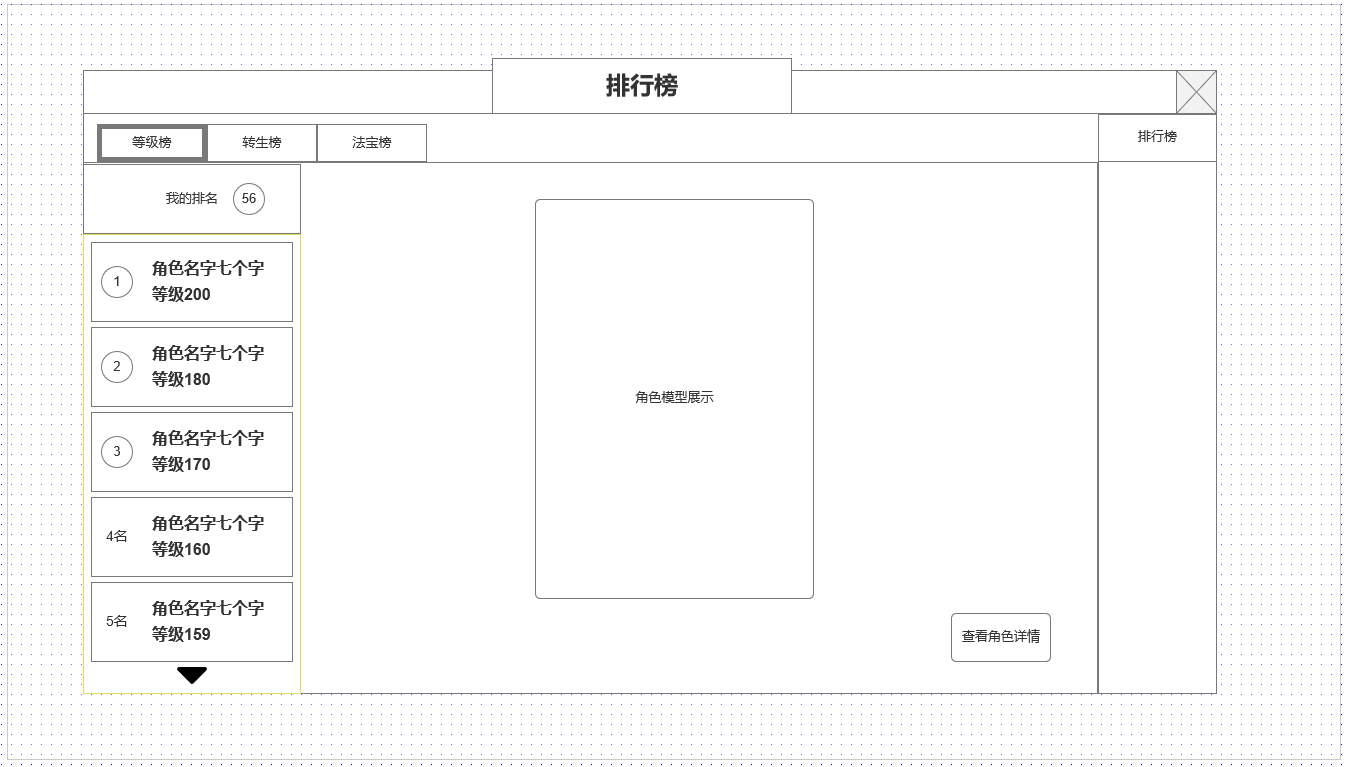 排行榜
等级榜
转生榜
法宝榜
排行榜
我的排名
56
1
角色名字七个字
等级200
2
角色名字七个字
等级180
3
角色名字七个字
等级170
4名
角色名字七个字
等级160
5名
角色名字七个字
等级159
角色模型展示
查看角色详情